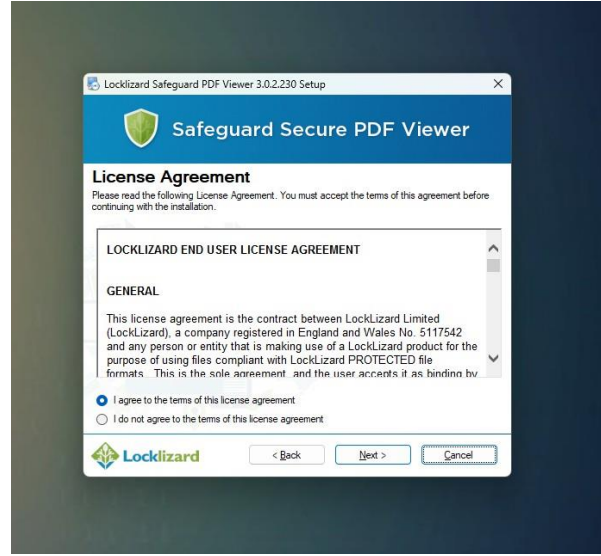 Locklizard Safeguard PDF Viewer 3.0.2.230 Setup
Safeguard Secure PDF Viewer
License Agreement
Please read the following License Agreement. You must accept the terms of this agreement before
continuing with the installation.
LOCKLIZARD END USER LICENSE AGREEMENT
GENERAL
This license agreement is the contract between LockLizard Limited
(LockLizard), a company registered in England and Wales No. 5117542
and any person or entity that is making use of a LockLizard product for the
purpose of using files compliant with LockLizard PROTECTED file
formats. This is the sole agreement, and the user accepts it as binding by
I agree to the terms of this license agreement
I do not agree to the terms of this license agreement
Locklizard
< Back
Next >
Cancel